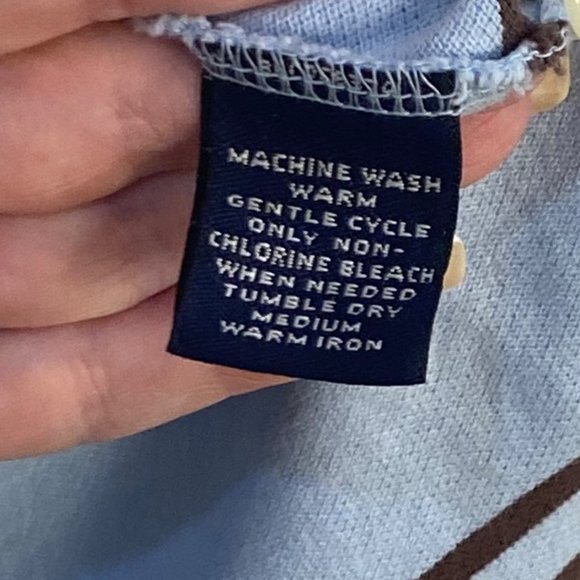 MACHINE WASH
WARM
GENTLE CYCLE
ONLY NON-
CHLORINE BLEACH
WHEN NEEDED
TUMBLE DRY
MEDIUM
WARM IRON